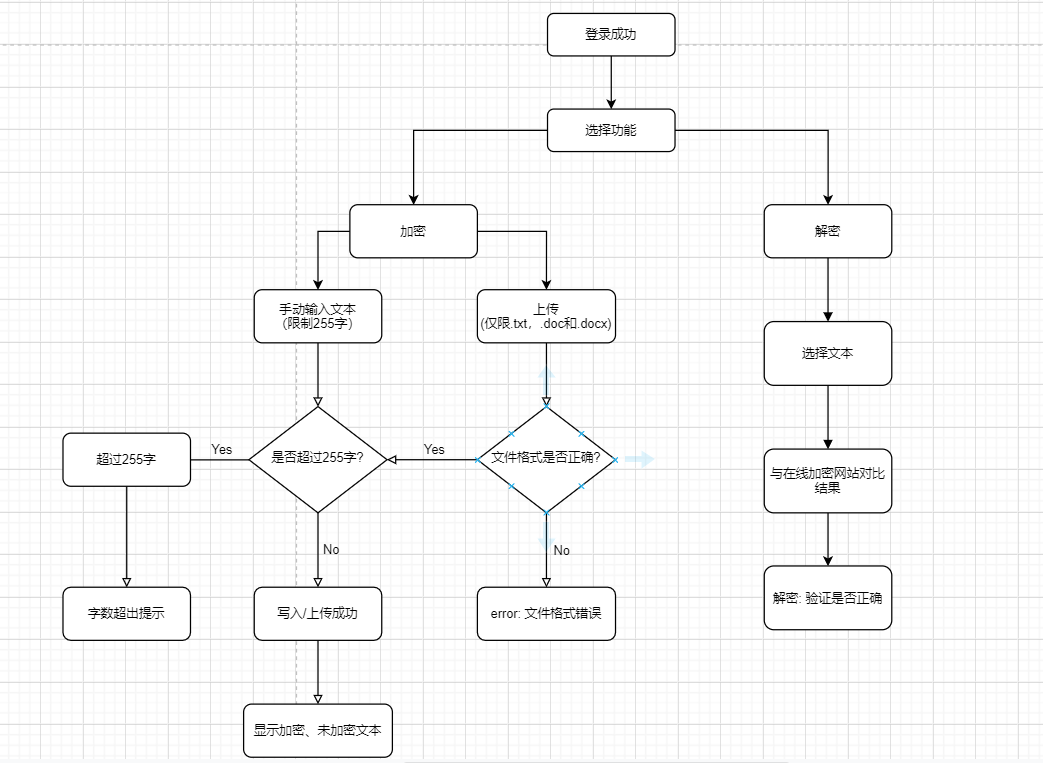 登录成功
选择功能
加密
解密
手动输入文本
（限制255字）
上传
(仅限.txt，.doc和.docx)
选择文本
超过255字
Yes
是否超过255字?
Yes
文件格式是否正确?
与在线加密网站对比
结果
No
No
字数超出提示
写入/上传成功
error: 文件格式错误
解密: 验证是否正确
显示加密、未加密文本